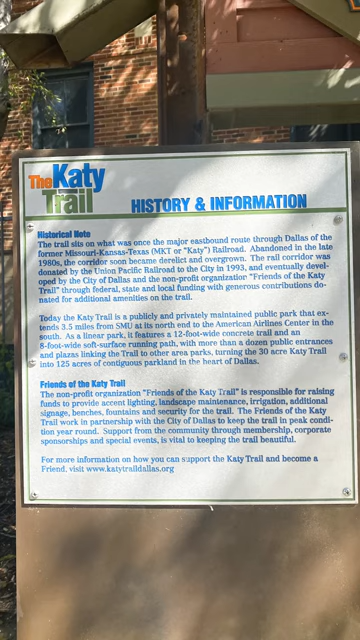 The Katy
Trail
HISTORY & INFORMATION
Historical Note
The trail sits on what was once the major eastbound route through Dallas of the
former Missouri-Kansas-Texas (MKT or "Katy") Railroad. Abandoned in the late
1980s, the corridor soon became derelict and overgrown. The rail corridor was
donated by the Union Pacific Railroad to the City in 1993, and eventually devel-
oped by the City of Dallas and the non-profit organization "Friends of the Katy
Trail" through federal, state and local funding with generous contributions do-
nated for additional amenities on the trail.
Today the Katy Trail is a publicly and privately maintained public park that ex-
tends 3.5 miles from SMU at its north end to the American Airlines Center in the
south. As a linear park, it features a 12-foot-wide concrete trail and an
8-foot-wide soft-surface running path, with more than a dozen public entrances
and plazas linking the Trail to other area parks, turning the 30 acre Katy Trail
into 125 acres of contiguous parkland in the heart of Dallas.
Friends of the Katy Trail
The non-profit organization "Friends of the Katy Trail" is responsible for raising
funds to provide accent lighting, landscape maintenance, irrigation, additional
signage, benches, fountains and security for the trail. The Friends of the Katy
Trail work in partnership with the City of Dallas to keep the trail in peak condi-
tion year round. Support from the community through membership, corporate
sponsorships and special events, is vital to keeping the trail beautiful.
For more information on how you can support the Katy Trail and become a
Friend, visit www.katytraildallas.org